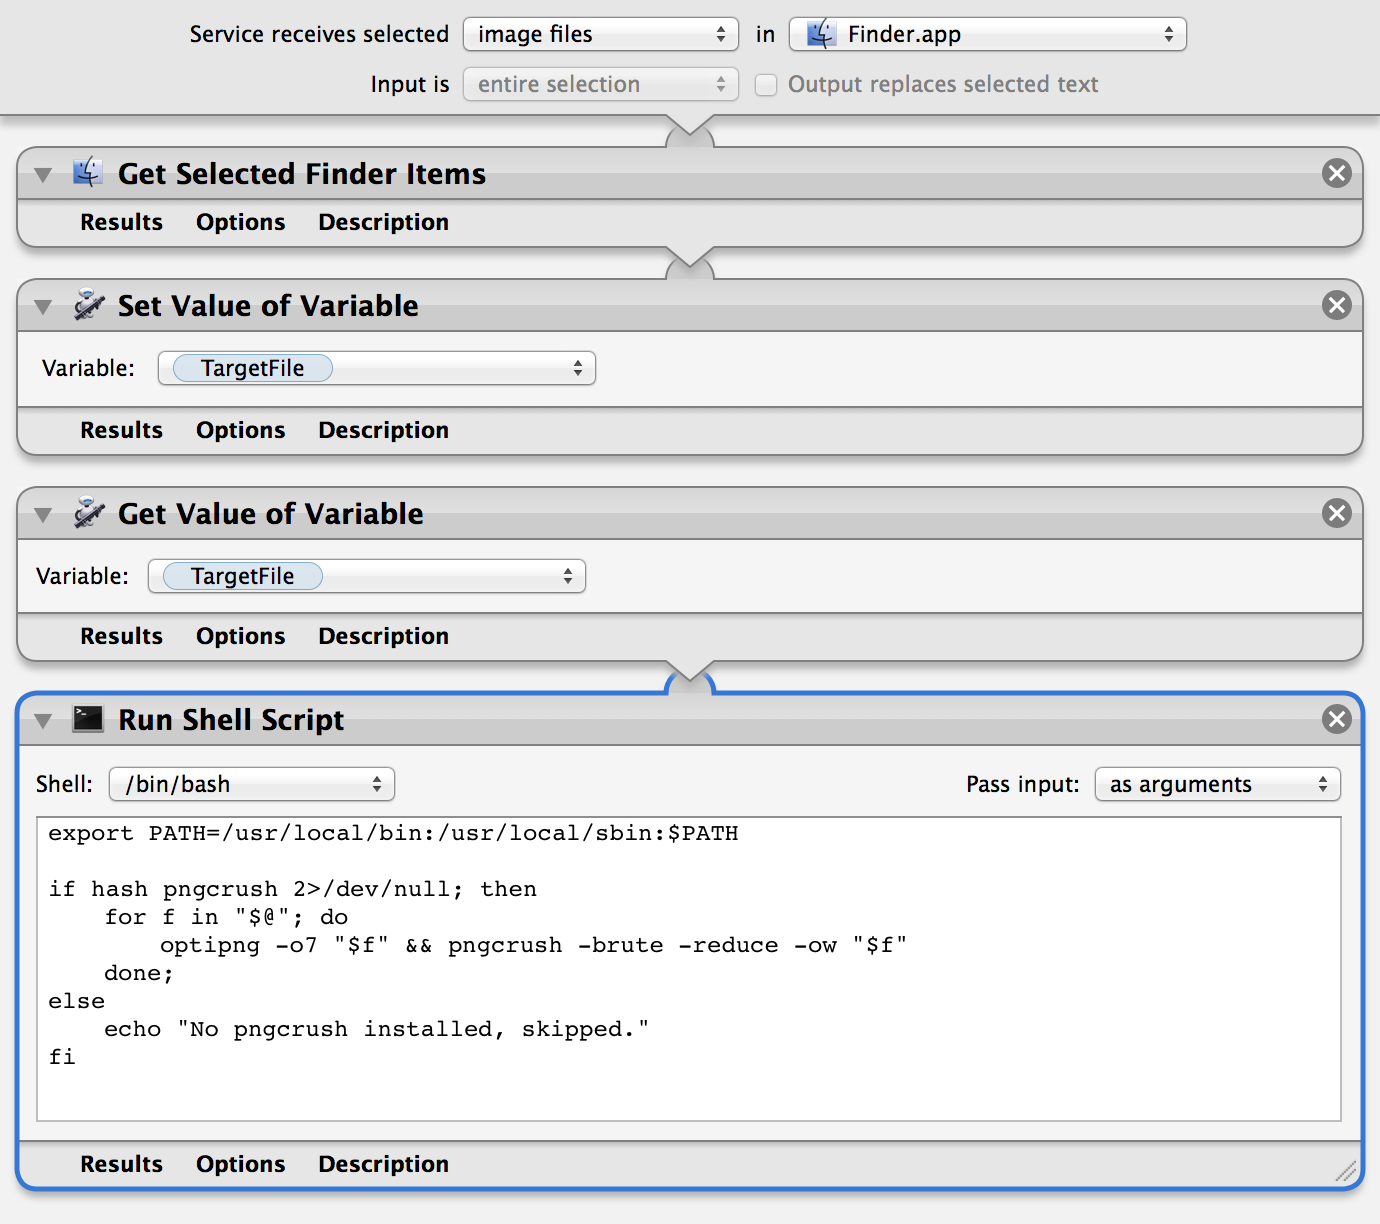 Service receives selected image files in Finder.app
Input is entire selection Output replaces selected text
Get Selected Finder Items
Results Options Description
Set Value of Variable
Variable: TargetFile
Results Options Description
Get Value of Variable
Variable: TargetFile
Results Options Description
Run Shell Script
Shell: /bin/bash Pass input: as arguments
export PATH=/usr/local/bin:/usr/local/sbin:$PATH
if hash pngcrush 2>/dev/null; then
for f in "$@"; do
optipng -o7 "$f" && pngcrush -brute -reduce -ow "$f"
done;
else
echo "No pngcrush installed, skipped."
fi
Results Options Description